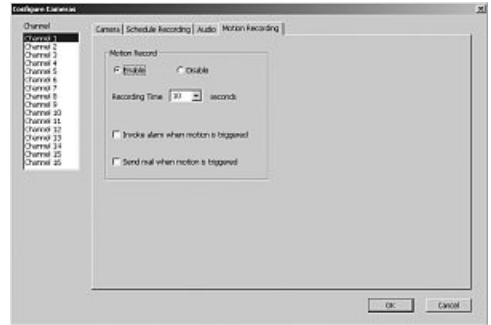 Configure Cameras
Channel
Channel 1
Channel 2
Channel 3
Channel 4
Channel 5
Channel 6
Channel 7
Channel 8
Channel 9
Channel 10
Channel 11
Channel 12
Channel 13
Channel 14
Channel 15
Channel 16
Camera Schedule Recording Audio Motion Recording
Motion Record
Enable Disable
Recording Time 10 seconds
Invoke alarm when motion is triggered
Send mail when motion is triggered
OK Cancel